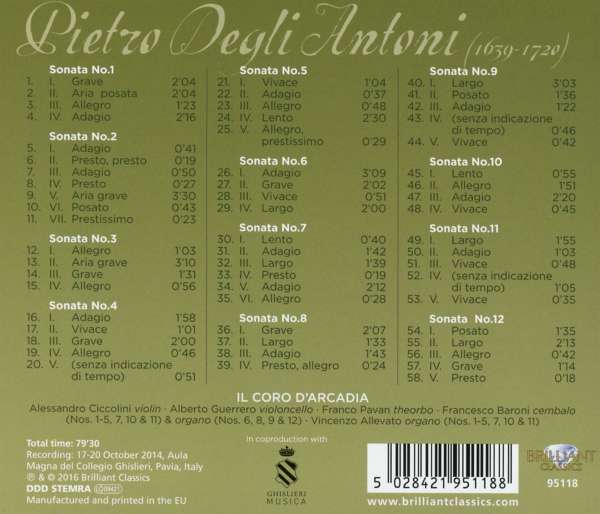 Pietro Degli Antoni (1639-1720)
Sonata No.1
1. I. Grave 2'04
2. II. Aria posata 2'04
3. III. Allegro 1'23
4. IV. Adagio 2'16
Sonata No.2
5. I. Adagio 0'41
6. II. Presto, presto 0'19
7. III. Adagio 0'50
8. IV. Presto 0'27
9. V. Aria grave 3'30
10. VI. Posato 0'43
11. VII. Prestissimo 0'23
Sonata No.3
12. I. Allegro 1'03
13. II. Aria grave 3'10
14. III. Grave 1'31
15. IV. Allegro 0'56
Sonata No.4
16. I. Adagio 1'58
17. II. Vivace 1'01
18. III. Grave 2'00
19. IV. Allegro 0'46
20. V. (senza indicazione
di tempo) 0'51
Sonata No.5
21. I. Vivace 1'04
22. II. Adagio 0'37
23. III. Allegro 0'48
24. IV. Lento 2'30
25. V. Allegro,
prestissimo 0'29
Sonata No.6
26. I. Adagio 3'09
27. II. Grave 2'02
28. III. Vivace 0'51
29. IV. Largo 2'00
Sonata No.7
30. I. Lento 0'40
31. II. Adagio 1'42
32. III. Largo 1'39
33. IV. Presto 0'19
34. V. Adagio 2'12
35. VI. Allegro 0'28
Sonata No.8
36. I. Grave 2'07
37. II. Largo 1'33
38. III. Adagio 1'43
39. IV. Presto, allegro 0'24
Sonata No.9
40. I. Largo 3'03
41. II. Posato 1'36
42. III. Adagio 1'22
43. IV. (senza indicazione
di tempo) 0'46
44. V. Vivace 0'42
Sonata No.10
45. I. Lento 0'55
46. II. Allegro 1'51
47. III. Adagio 2'20
48. IV. Vivace 0'45
Sonata No.11
49. I. Largo 1'55
50. II. Adagio 2'03
51. III. Vivace 0'48
52. IV. (senza indicazione
di tempo) 1'05
53. V. Vivace 0'35
Sonata No.12
54. I. Posato 1'35
55. II. Largo 2'13
56. III. Allegro 0'42
57. IV. Grave 1'14
58. V. Presto 0'18
IL CORO D'ARCADIA
Alessandro Ciccolini violin · Alberto Guerrero violoncello · Franco Pavan theorbo · Francesco Baroni cembalo
(Nos. 1-5, 7, 10 & 11) & organo (Nos. 6, 8, 9 & 12) · Vincenzo Allevato organo (Nos. 1-5, 7, 10 & 11)
Total time: 79'30
Recording: 17-20 October 2014, Aula
Magna del Collegio Ghislieri, Pavia, Italy
℗ & © 2016 Brilliant Classics
DDD STEMRA LC09421
Manufactured and printed in the EU
in coproduction with
GHISLIERI
MUSICA
5 028421 951188
www.brilliantclassics.com
BRILLIANT
CLASSICS
95118